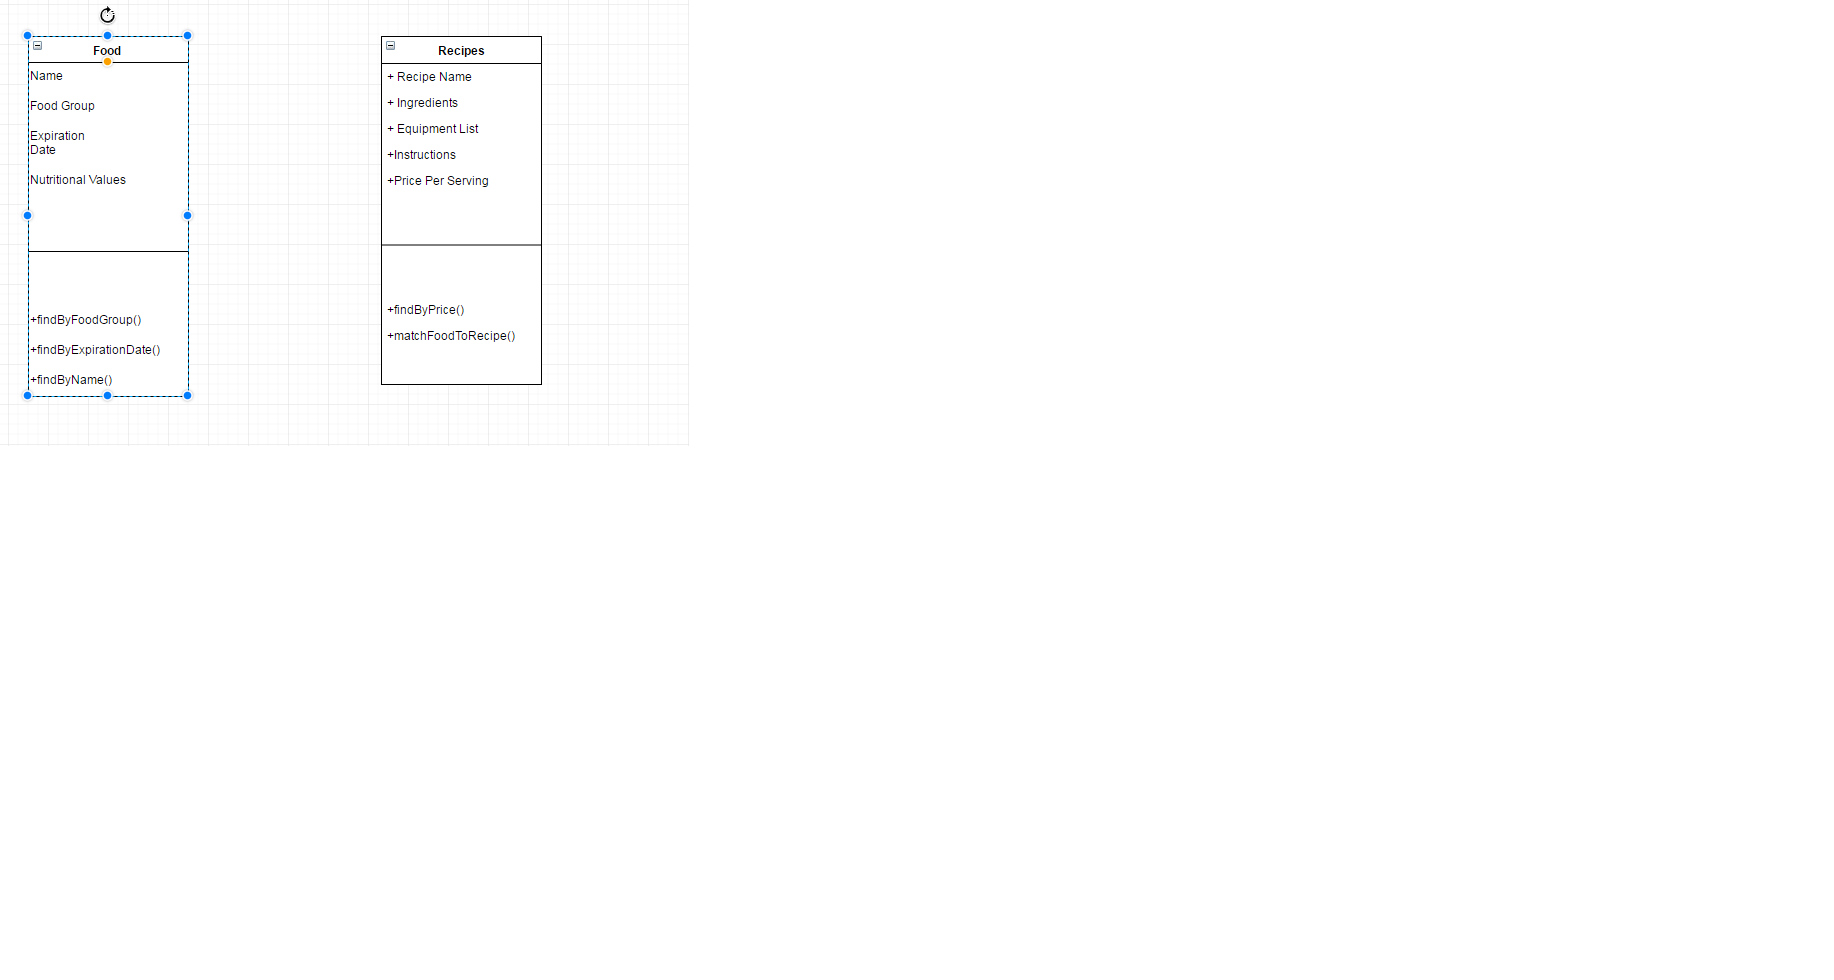 Food
Name
Food Group
Expiration
Date
Nutritional Values
+findByFoodGroup()
+findByExpirationDate()
+findByName()
Recipes
+ Recipe Name
+ Ingredients
+ Equipment List
+Instructions
+Price Per Serving
+findByPrice()
+matchFoodToRecipe()